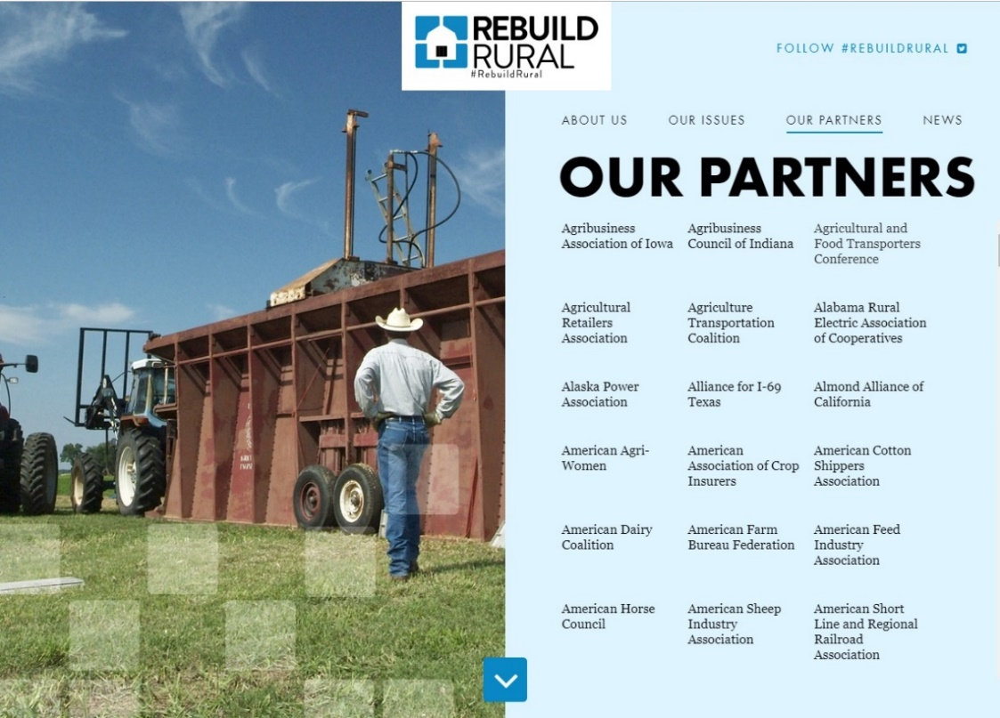 REBUILD
RURAL
#RebuildRural
FOLLOW #REBUILDRURAL
ABOUT US OUR ISSUES OUR PARTNERS NEWS
OUR PARTNERS
Agribusiness
Association of Iowa
Agribusiness
Council of Indiana
Agricultural and
Food Transporters
Conference
Agricultural
Retailers
Association
Agriculture
Transportation
Coalition
Alabama Rural
Electric Association
of Cooperatives
Alaska Power
Association
Alliance for I-69
Texas
Almond Alliance of
California
American Agri-
Women
American
Association of Crop
Insurers
American Cotton
Shippers
Association
American Dairy
Coalition
American Farm
Bureau Federation
American Feed
Industry
Association
American Horse
Council
American Sheep
Industry
Association
American Short
Line and Regional
Railroad
Association